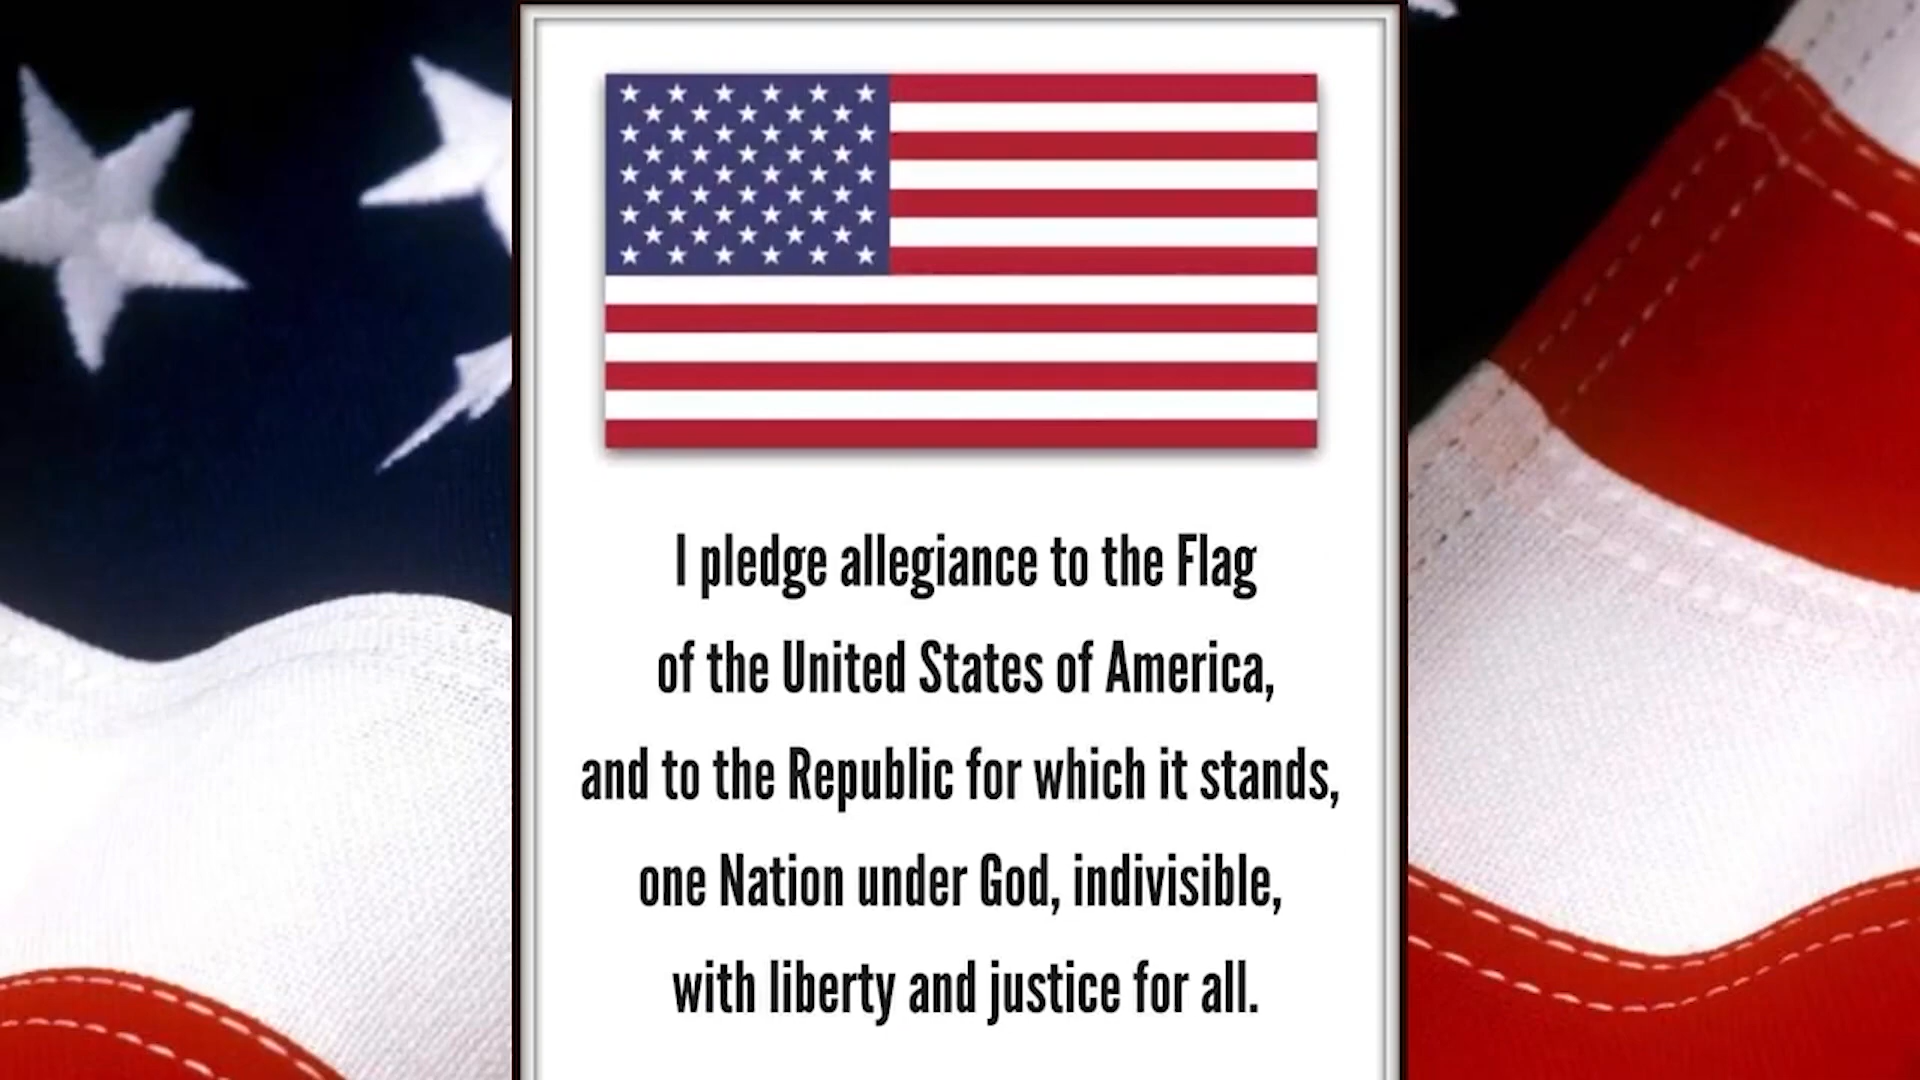 I pledge allegiance to the Flag
of the United States of America,
and to the Republic for which it stands,
one Nation under God, indivisible,
with liberty and justice for all.